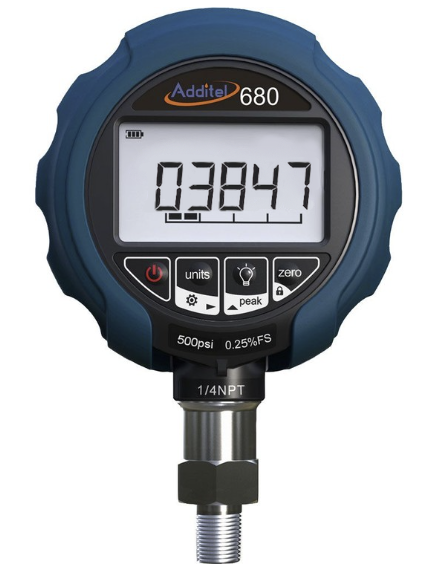 Additel 680
03847
units
zero
peak
500psi 0.25%FS
1/4NPT